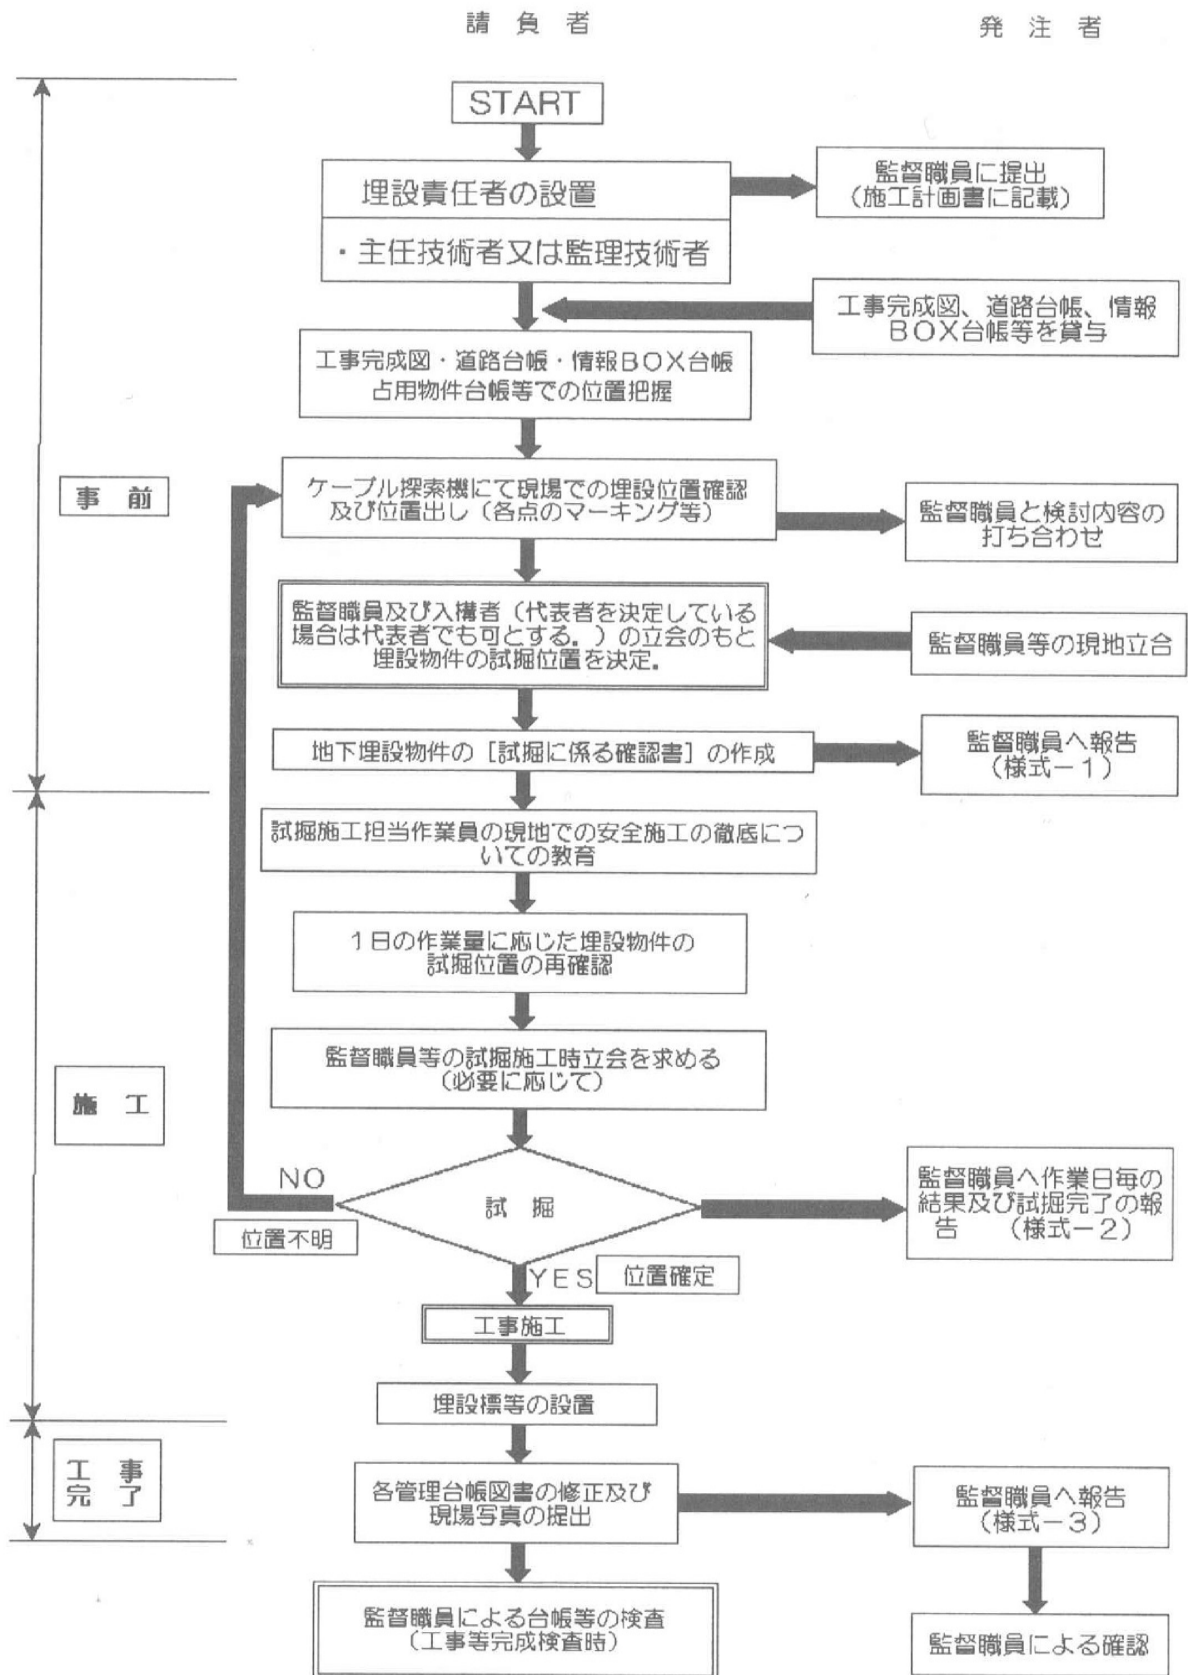 請負者
発注者
START
埋設責任者の設置
・主任技術者又は監理技術者
監督職員に提出
(施工計画書に記載)
工事完成図、道路台帳、情報
BOX台帳等を貸与
工事完成図・道路台帳・情報BOX台帳
占用物件台帳等での位置把握
事前
ケーブル探索機にて現場での埋設位置確認
及び位置出し(各点のマーキング等)
監督職員と検討内容の
打ち合わせ
監督職員及び入構者(代表者を決定している
場合は代表者でも可とする。)の立会のもと
埋設物件の試掘位置を決定.
監督職員等の現地立合
地下埋設物件の[試掘に係る確認書]の作成
監督職員へ報告
(様式-1)
試掘施工担当作業員の現地での安全施工の徹底につ
いての教育
1日の作業量に応じた埋設物件の
試掘位置の再確認
施工
監督職員等の試掘施工時立会を求める
(必要に応じて)
NO
位置不明
試掘
監督職員へ作業日毎の
結果及び試掘完了の報
告 (様式-2)
YES
位置確定
工事施工
埋設標等の設置
工事
完了
各管理台帳図書の修正及び
現場写真の提出
監督職員へ報告
(様式-3)
監督職員による台帳等の検査
(工事等完成検査時)
監督職員による確認